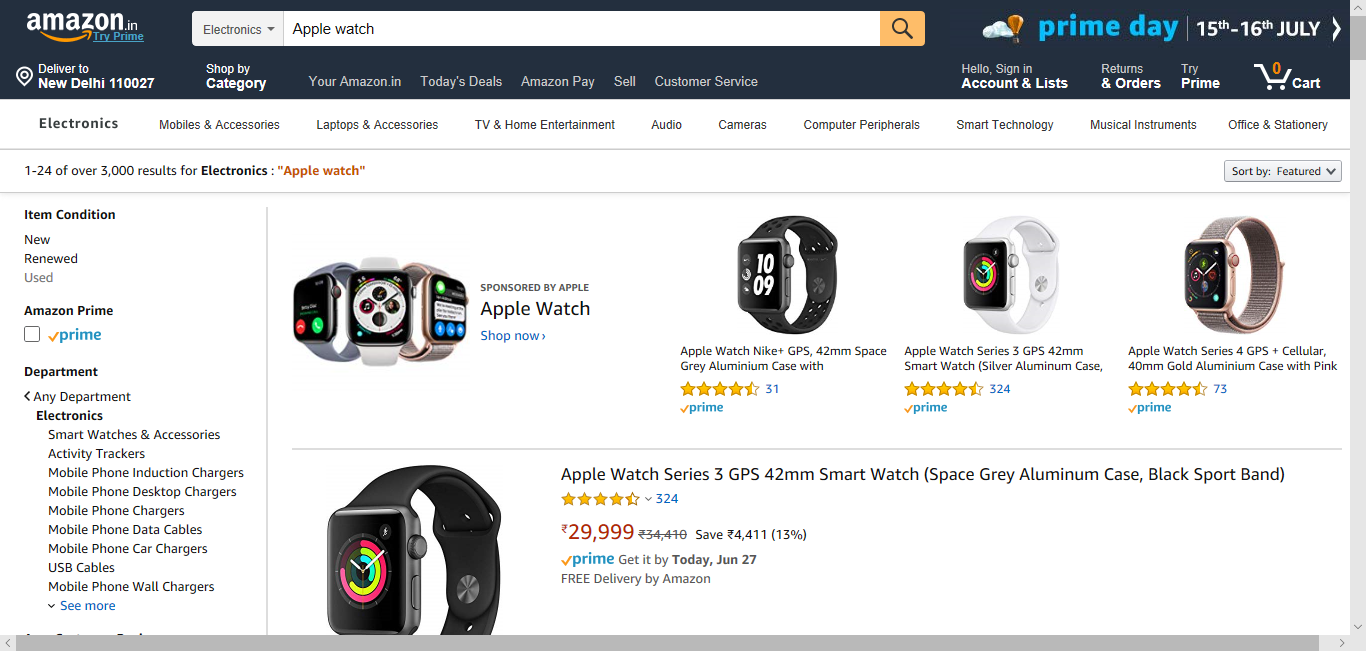 amazon.in
Try Prime
Electronics
Apple watch
prime day
15th-16th JULY
Deliver to
New Delhi 110027
Shop by
Category
Your Amazon.in
Today's Deals
Amazon Pay
Sell
Customer Service
Hello, Sign in
Account & Lists
Returns
& Orders
Try
Prime
0
Cart
Electronics
Mobiles & Accessories
Laptops & Accessories
TV & Home Entertainment
Audio
Cameras
Computer Peripherals
Smart Technology
Musical Instruments
Office & Stationery
1-24 of over 3,000 results for Electronics : "Apple watch"
Sort by: Featured
Item Condition
New
Renewed
Used
Amazon Prime
prime
Department
Any Department
Electronics
Smart Watches & Accessories
Activity Trackers
Mobile Phone Induction Chargers
Mobile Phone Desktop Chargers
Mobile Phone Chargers
Mobile Phone Data Cables
Mobile Phone Car Chargers
USB Cables
Mobile Phone Wall Chargers
See more
SPONSORED BY APPLE
Apple Watch
Shop now ›
10
09
Apple Watch Nike+ GPS, 42mm Space
Grey Aluminium Case with
31
prime
Apple Watch Series 3 GPS 42mm
Smart Watch (Silver Aluminum Case,
324
prime
Apple Watch Series 4 GPS + Cellular,
40mm Gold Aluminium Case with Pink
73
prime
Apple Watch Series 3 GPS 42mm Smart Watch (Space Grey Aluminum Case, Black Sport Band)
324
₹29,999 ₹34,410 Save ₹4,411 (13%)
prime Get it by Today, Jun 27
FREE Delivery by Amazon